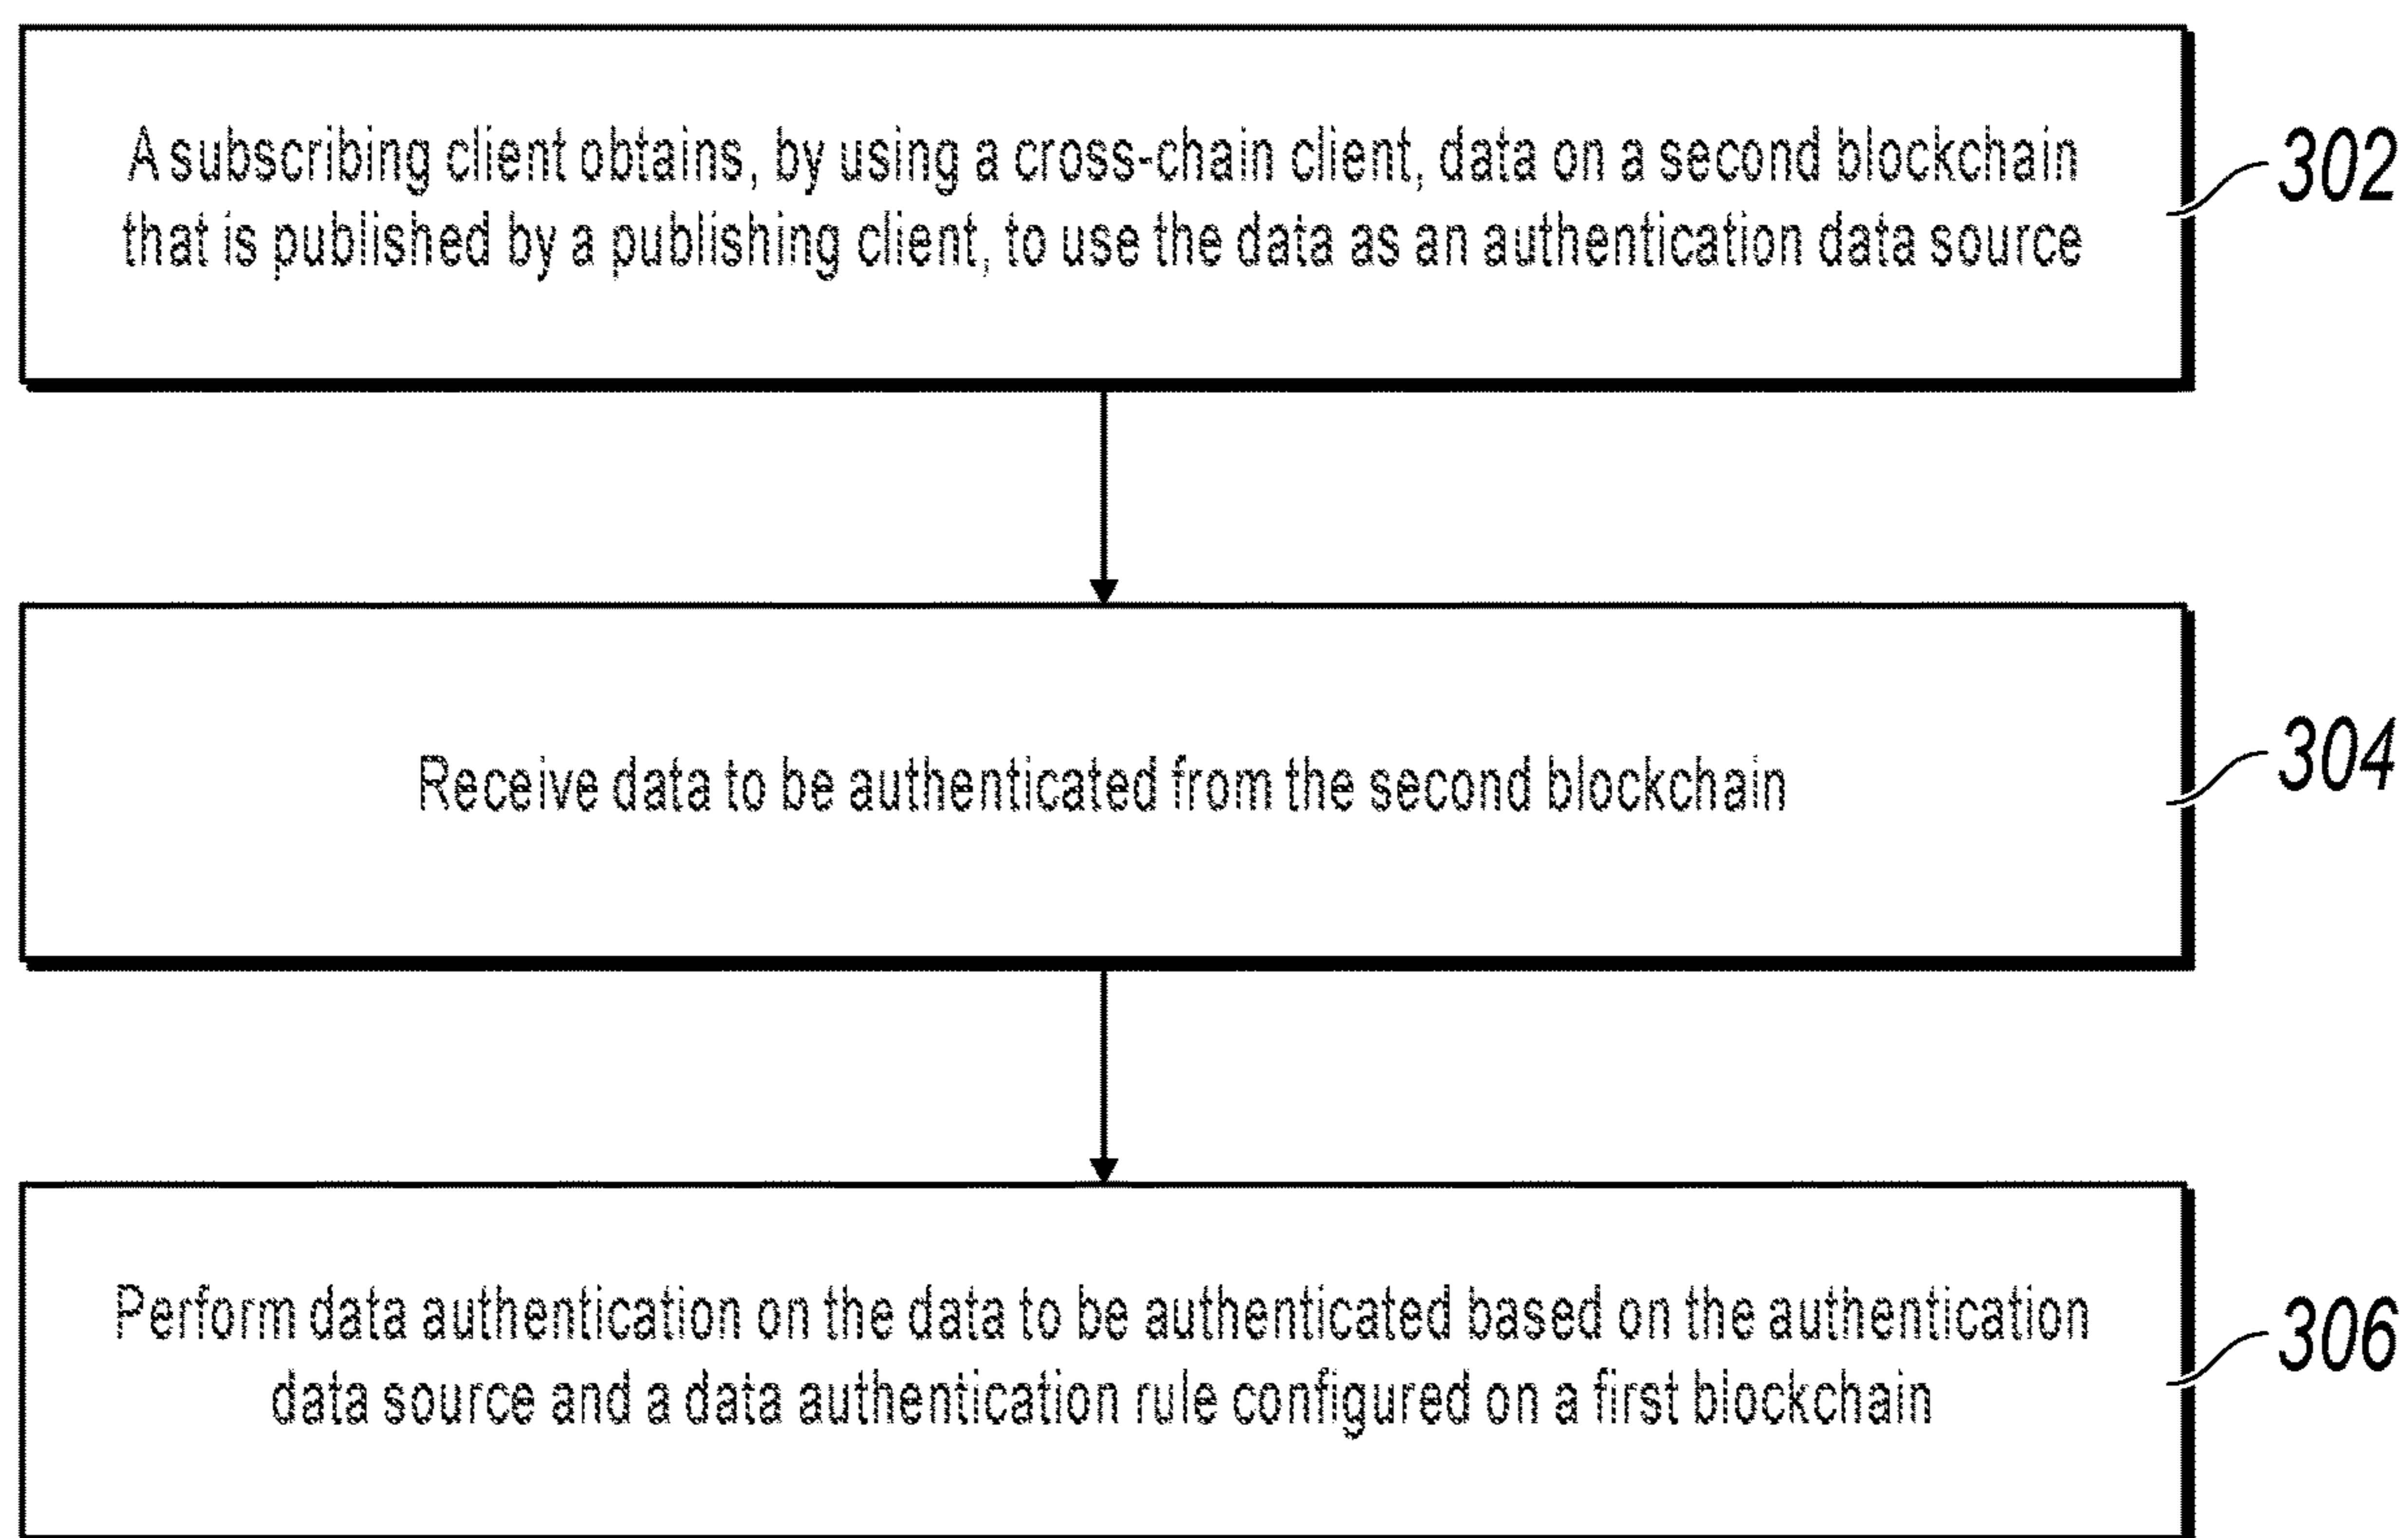 A subscribing client obtains, by using a cross-chain client, data on a second blockchain
that is published by a publishing client, to use the data as an authentication data source
302
Receive data to be authenticated from the second blockchain
304
Perform data authentication on the data to be authenticated based on the authentication
data source and a data authentication rule configured on a first blockchain
306